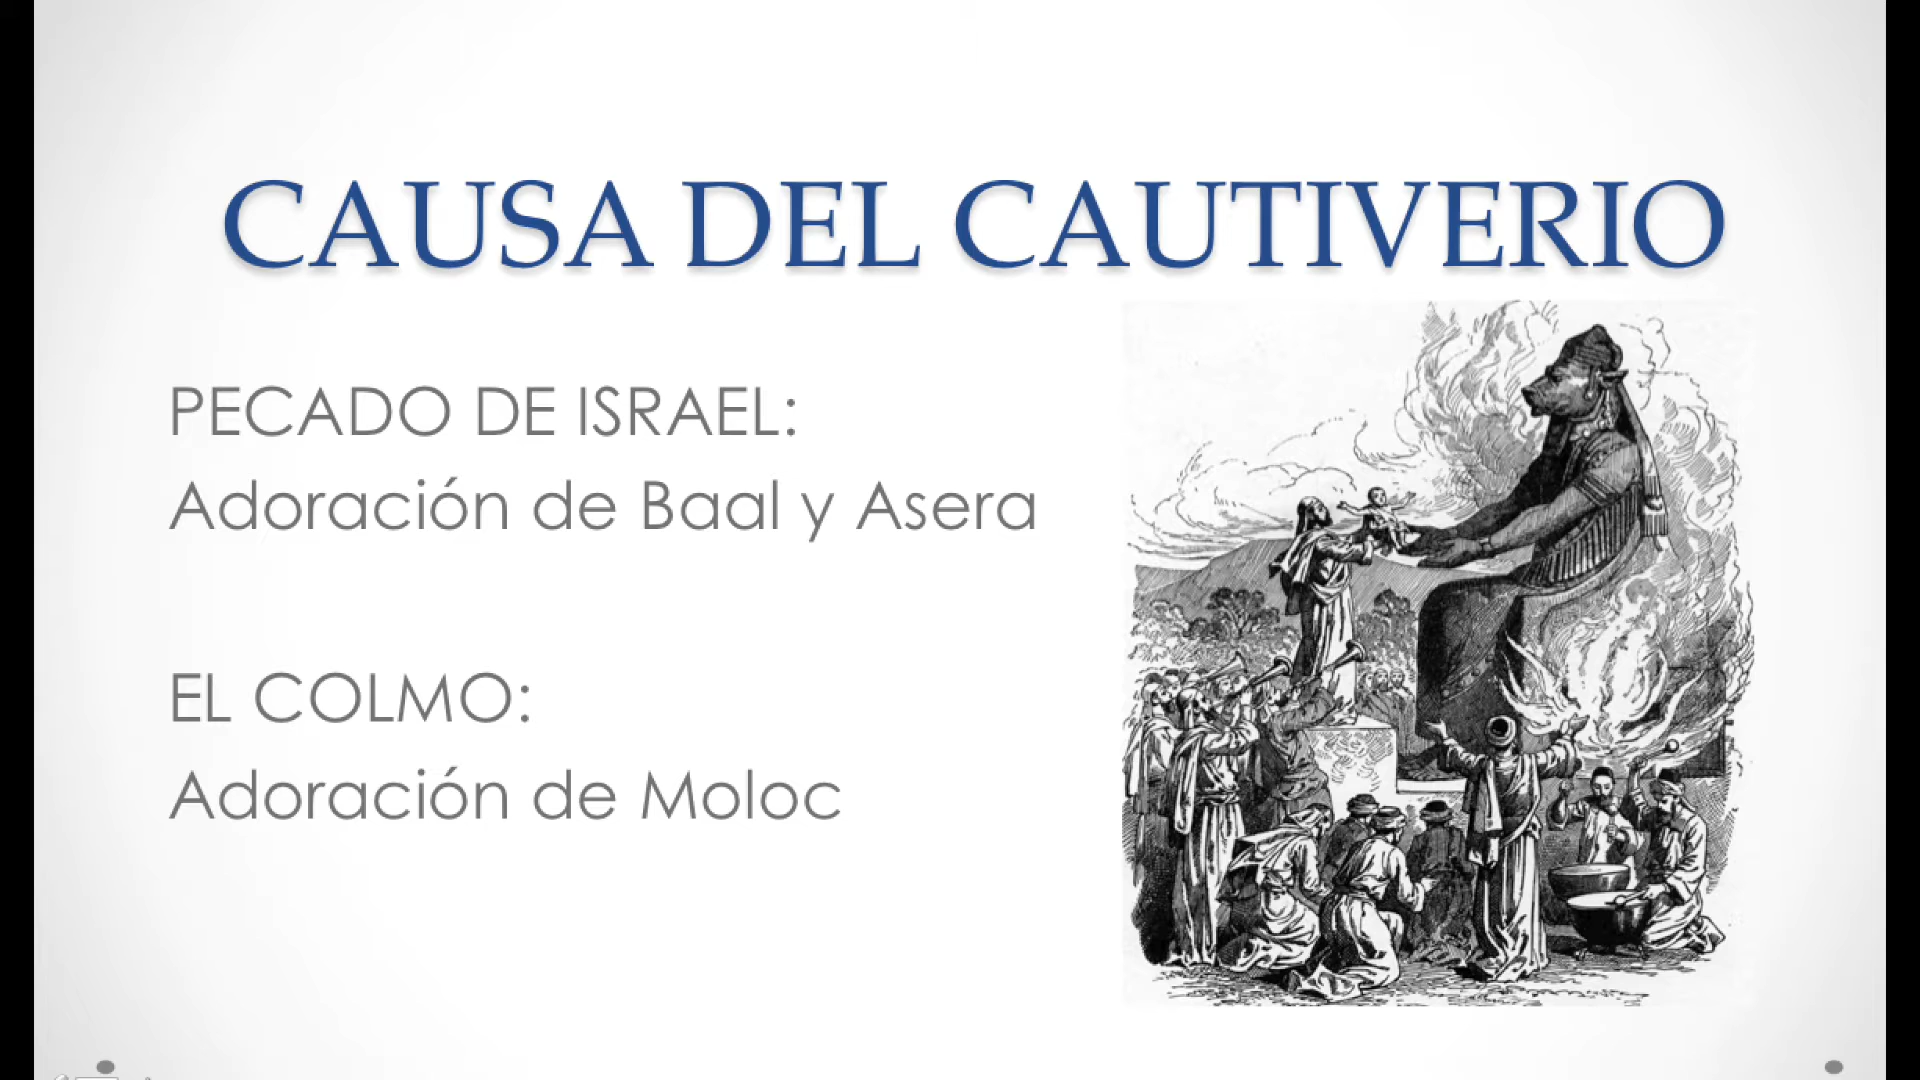 CAUSA DEL CAUTIVERIO
PECADO DE ISRAEL:
Adoración de Baal y Asera
EL COLMO:
Adoración de Moloc